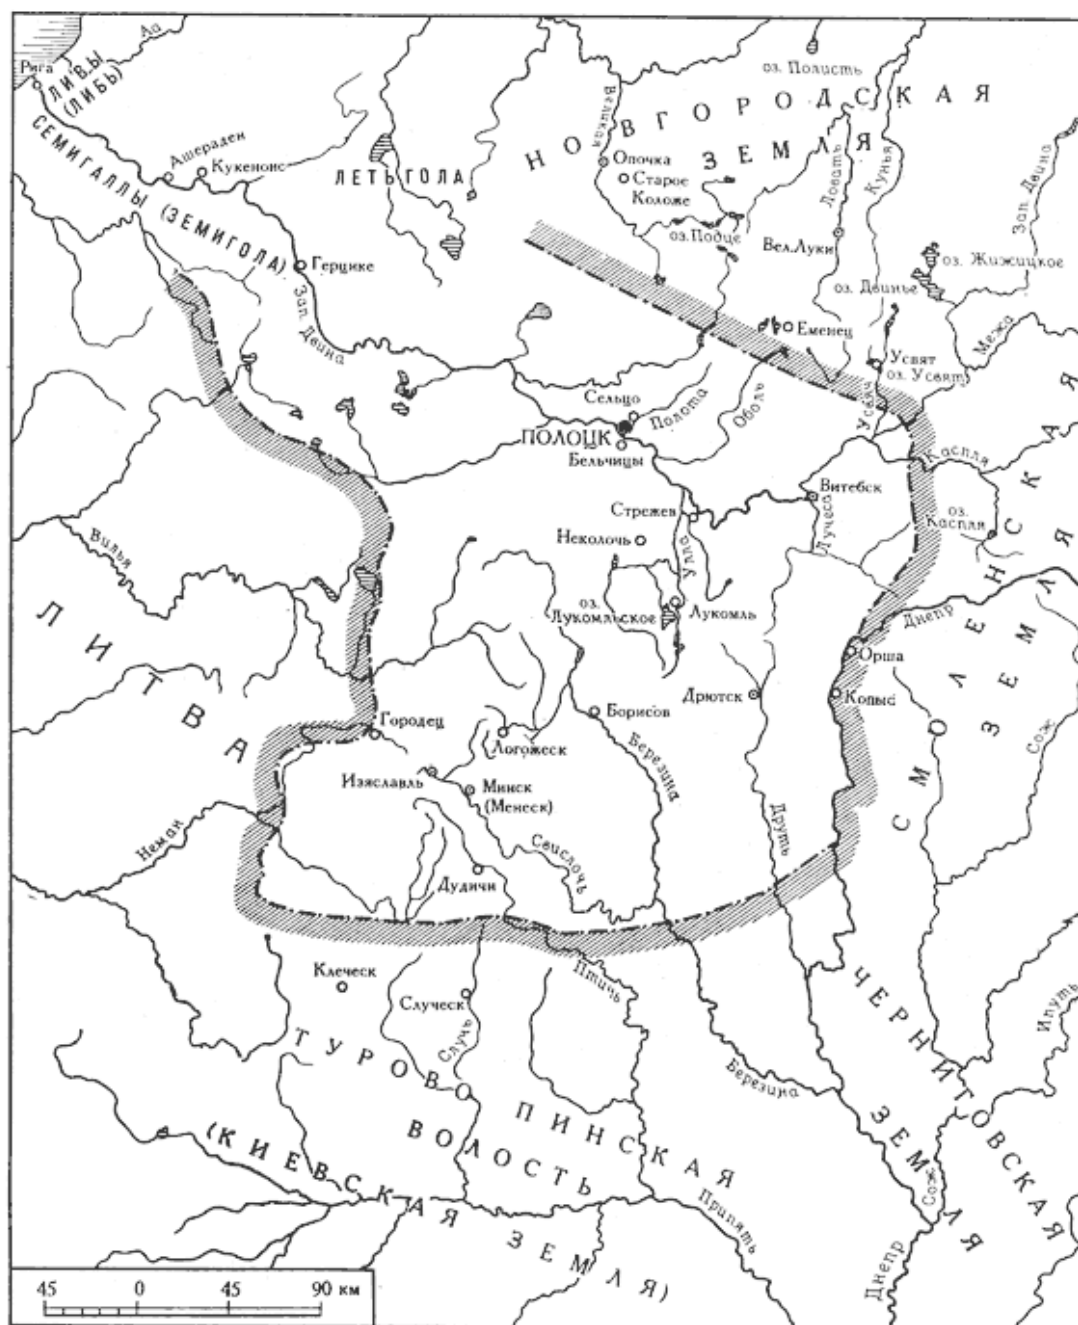 Аа
Рига
ЛИВЫ
(ЛИБЬ)
СЕМИГАЛЛЫ (ЗЕМИГОЛА)
Ашераден
Кукенойс
ЛЕТЬГОЛА
Герцике
Зап. Двина
оз. Полисть
НОВГОРОДСКАЯ
ЗЕМЛЯ
Великая
Опочка
Старое
Коложе
оз. Подце
Ловать
Кунья
Вел.Луки
Зап. Двина
оз. Жижицкое
оз. Двинье
Межа
Еменец
Усвят
оз. Усвят
Усвяч
Сельцо
Полота
Оболь
ПОЛОЦК
Бельчицы
Каспля
Витебск
оз.
Каспля
Лучеса
Стрежев
Неколочь
Улла
оз.
Лукомльское
Лукомль
Вилья
ЛИТВА
Днепр
Орша
Копыс
Дрютск
СМОЛЕНСКАЯ
ЗЕМЛЯ
Сож
Городец
Логожеск
Борисов
Березина
Изяславль
Минск
(Менеск)
Свислочь
Друть
Неман
Дудичи
Клеческ
Случеск
Случь
Птичь
ТУРОВО ПИНСКАЯ
ВОЛОСТЬ
(КИЕВСКАЯ ЗЕМЛЯ)
Березина
Припять
ЧЕРНИГОВСКАЯ
ЗЕМЛЯ
Ипуть
Сож
Днепр
45 0 45 90 км